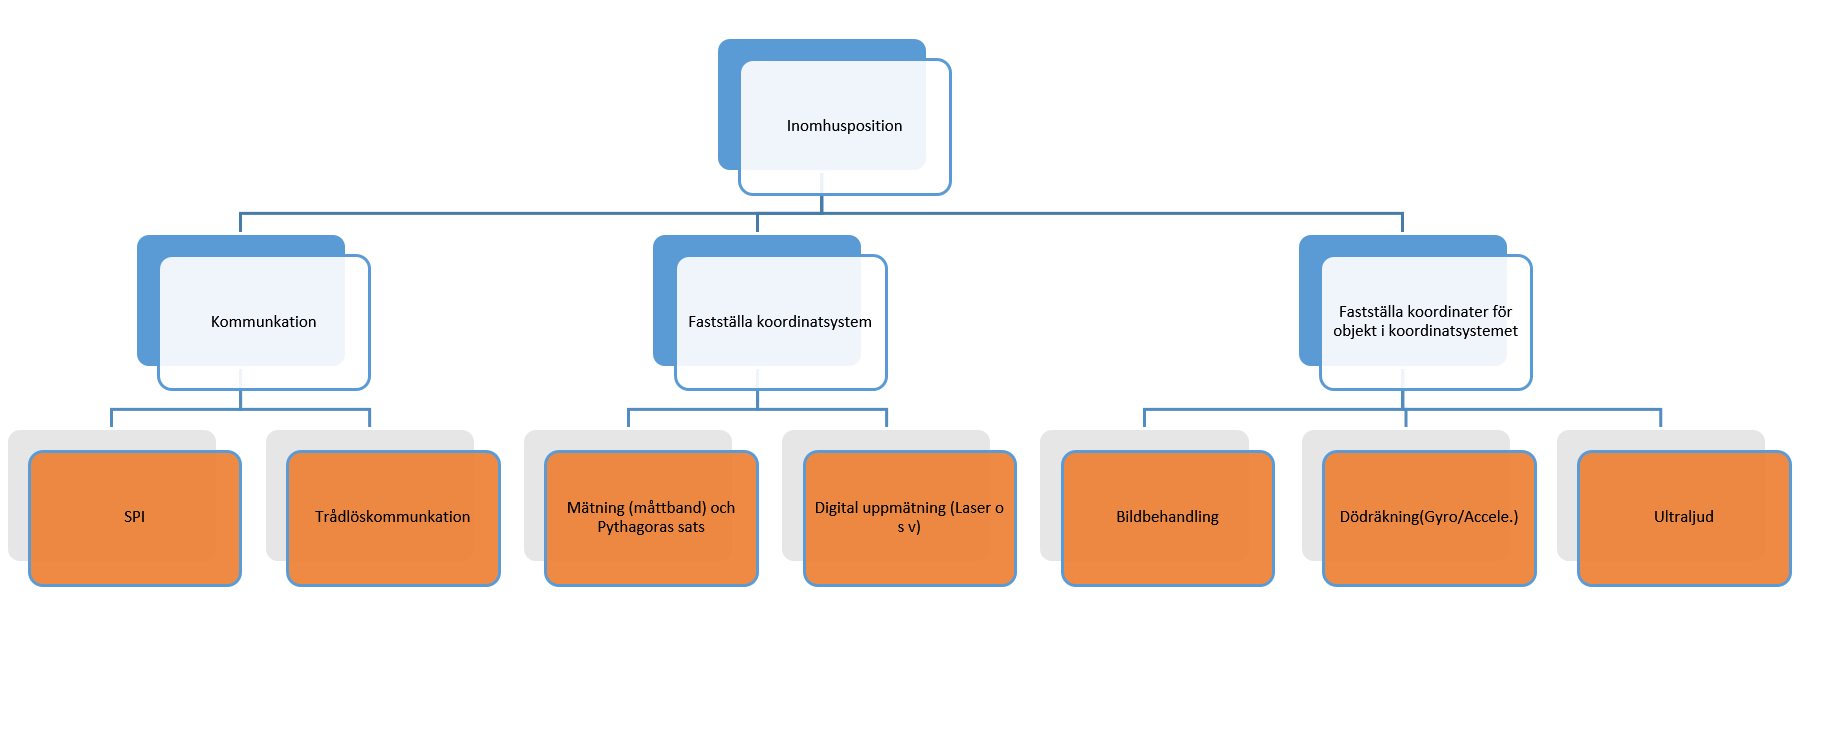 Inomhusposition
Kommunkation
Fastställa koordinatsystem
Fastställa koordinater för
objekt i koordinatsystemet
SPI
Trådlöskommunkation
Mätning (måttband) och
Pythagoras sats
Digital uppmätning (Laser o
s v)
Bildbehandling
Dödräkning(Gyro/Accele.)
Ultraljud